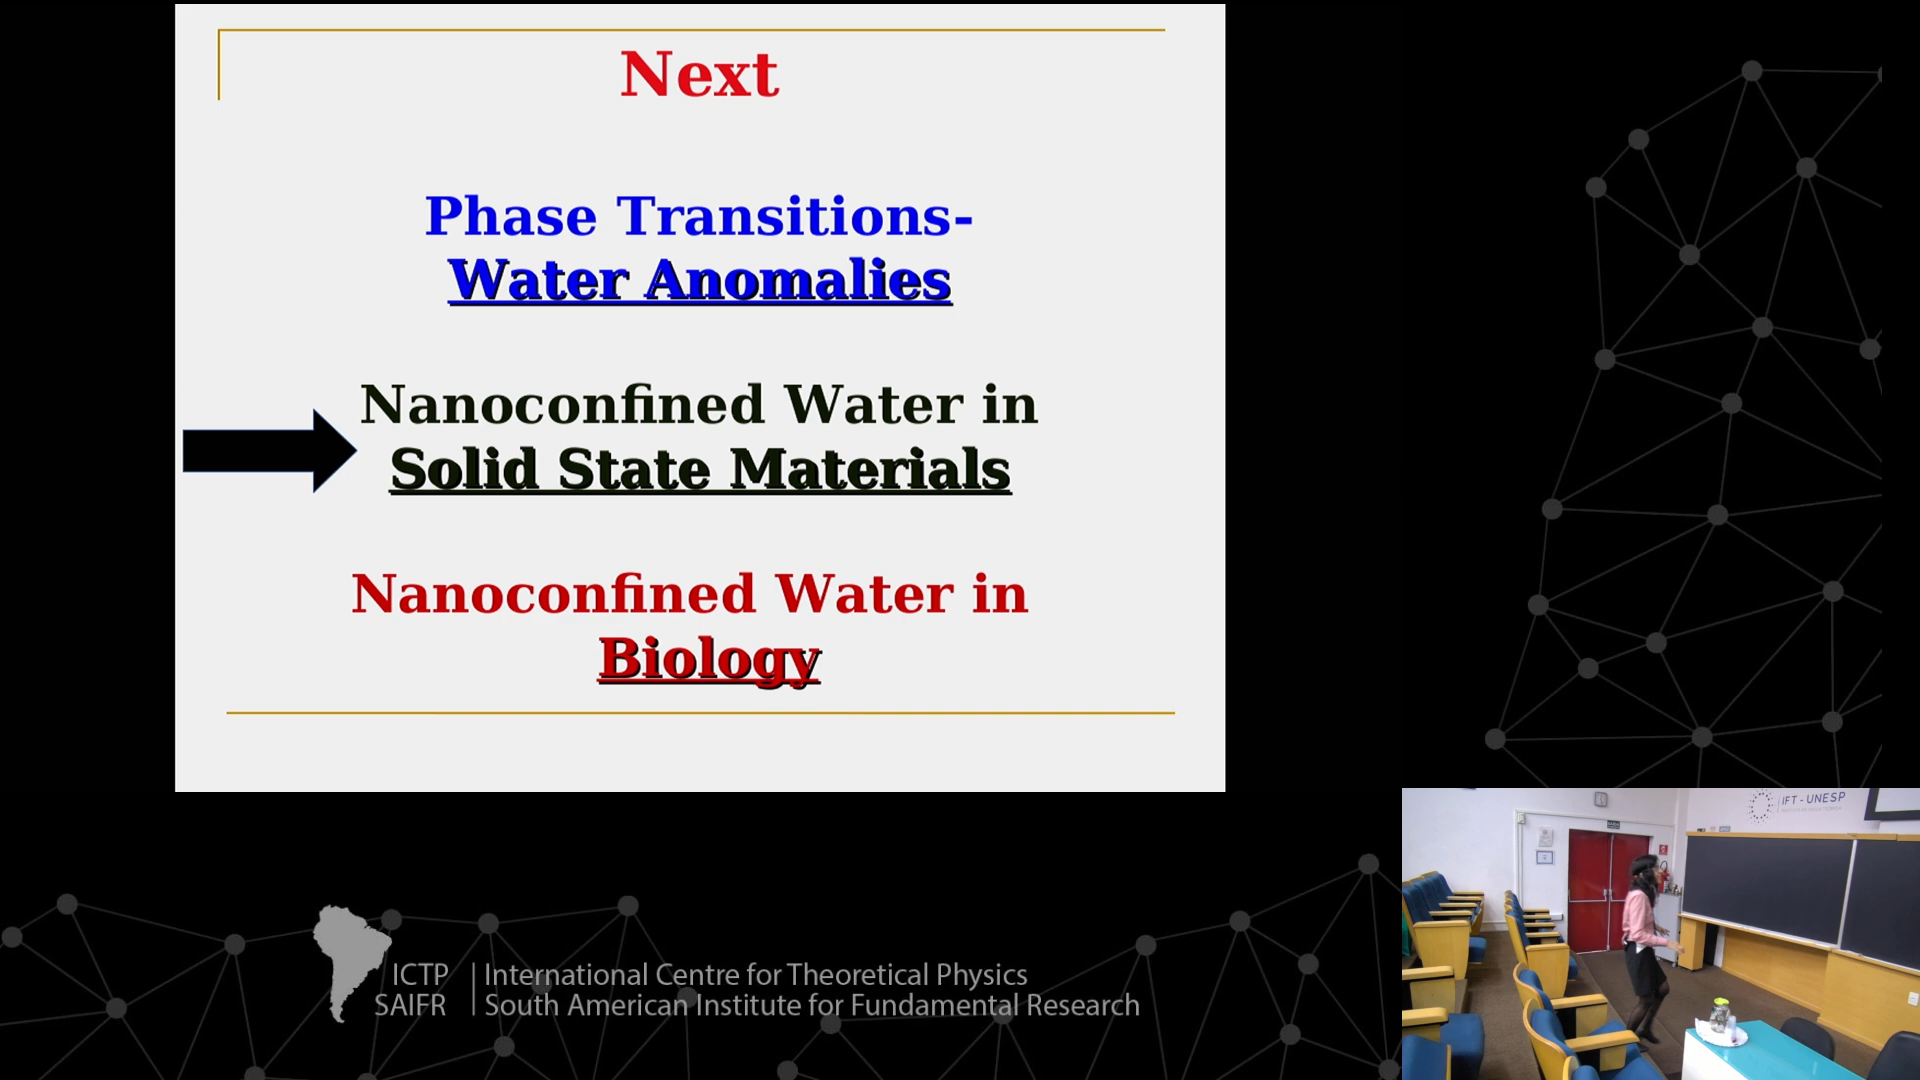 Next
Phase Transitions-
Water Anomalies
Nanoconfined Water in
Solid State Materials
Nanoconfined Water in
Biology
IFT - UNESP
ICTP | International Centre for Theoretical Physics
SAIFR | South American Institute for Fundamental Research